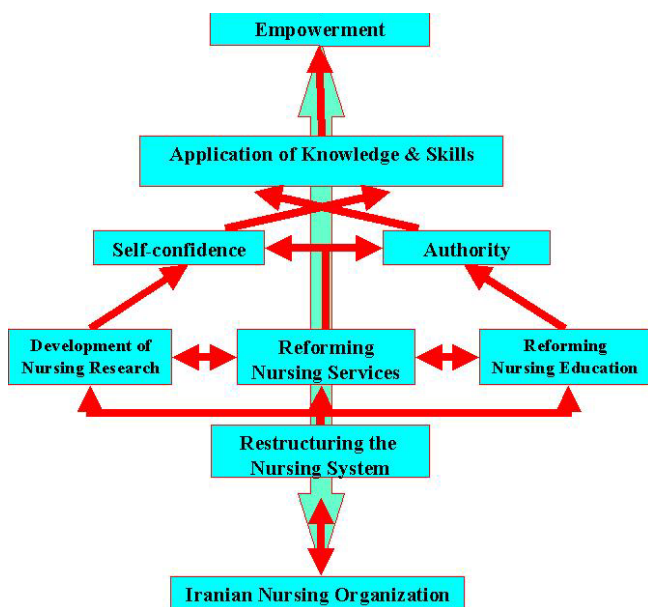 Empowerment
Application of Knowledge & Skills
Self-confidence
Authority
Development of
Nursing Research
Reforming
Nursing Services
Reforming
Nursing Education
Restructuring the
Nursing System
Iranian Nursing Organization